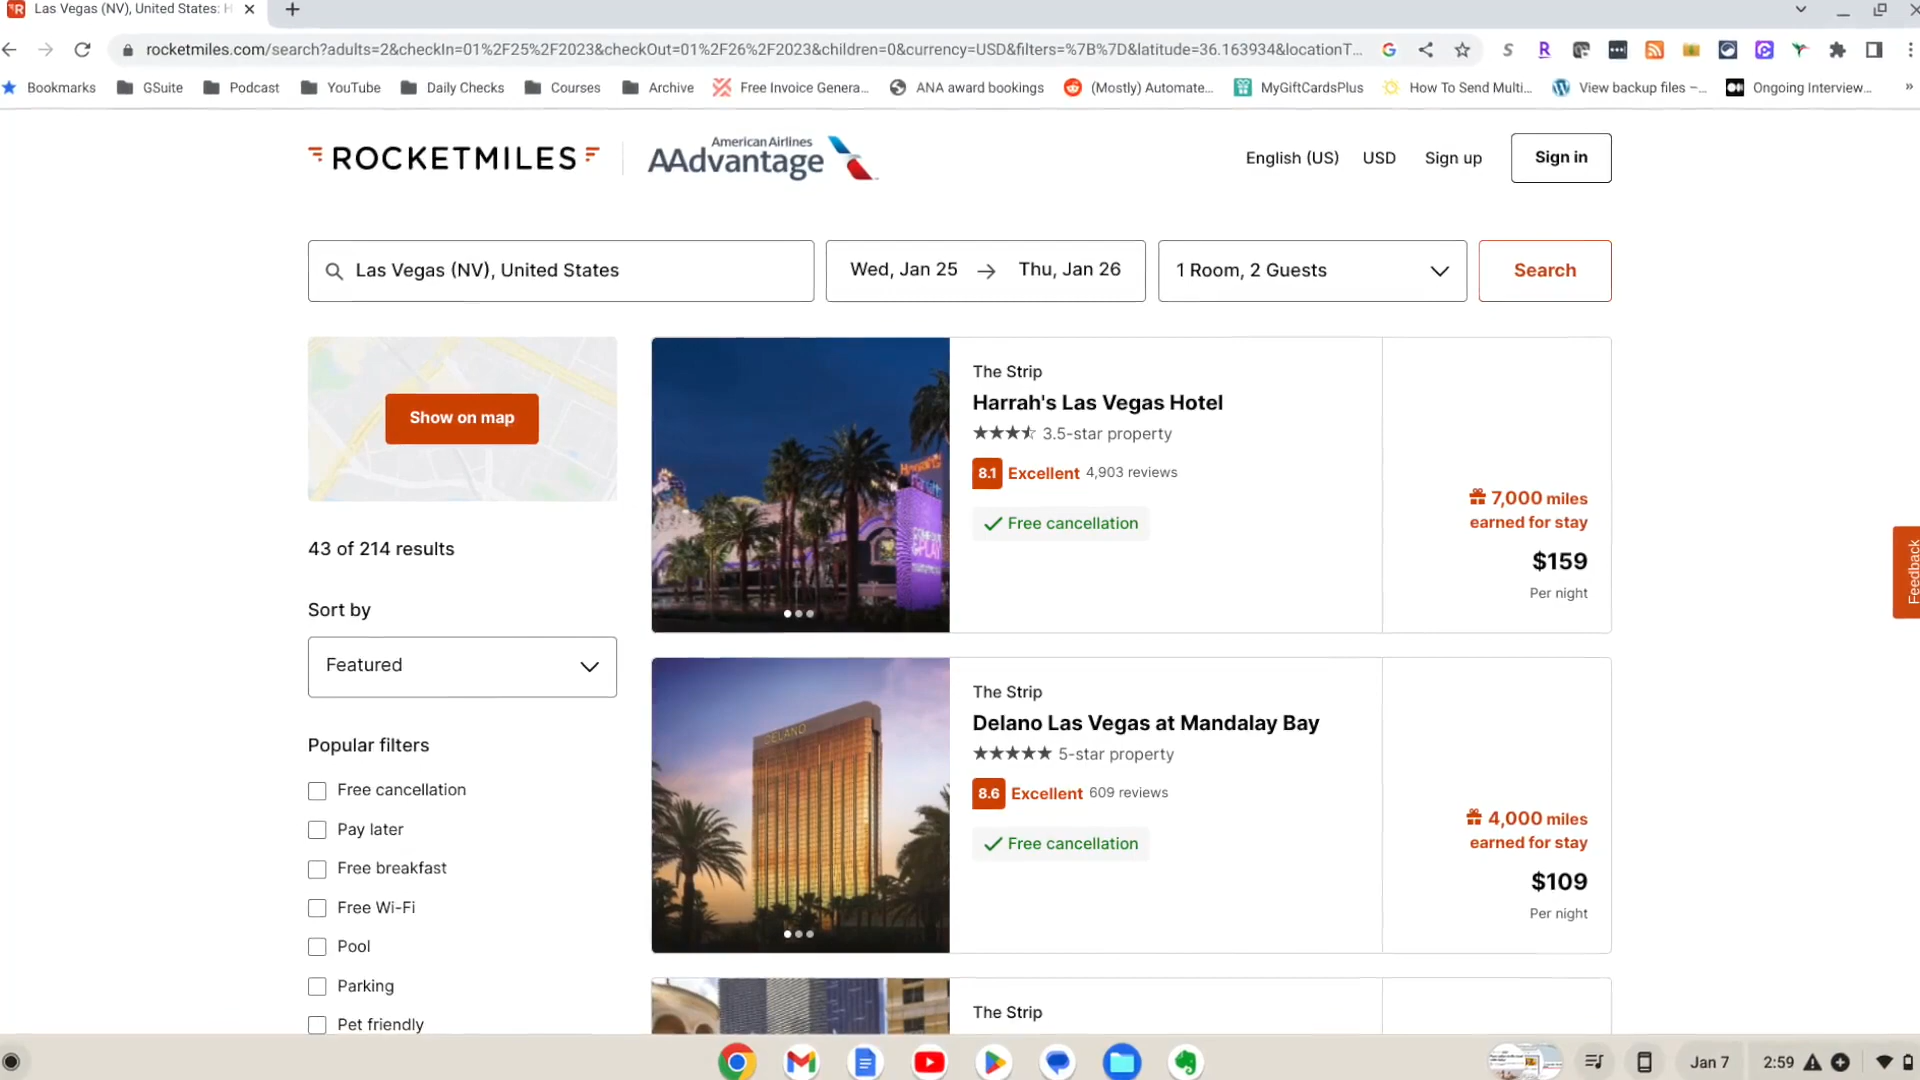 Las Vegas (NV), United States: H
rocketmiles.com/search?adults=2&checkIn=01%2F25%2F2023&checkOut=01%2F26%2F2023&children=0&currency=USD&filters=%7B%7D&latitude=36.163934&locationT...
Bookmarks GSuite Podcast YouTube Daily Checks Courses Archive Free Invoice Genera... ANA award bookings (Mostly) Automate... MyGiftCardsPlus How To Send Multi... View backup files –... Ongoing Interview... »
ROCKETMILES American Airlines
AAdvantage
English (US) USD Sign up Sign in
Las Vegas (NV), United States
Wed, Jan 25 → Thu, Jan 26
1 Room, 2 Guests
Search
Show on map
43 of 214 results
Sort by
Featured
Popular filters
Free cancellation
Pay later
Free breakfast
Free Wi-Fi
Pool
Parking
Pet friendly
The Strip
Harrah's Las Vegas Hotel
★★★ 3.5-star property
8.1 Excellent 4,903 reviews
Free cancellation
7,000 miles
earned for stay
$159
Per night
DELANO
The Strip
Delano Las Vegas at Mandalay Bay
★★★★★ 5-star property
8.6 Excellent 609 reviews
Free cancellation
4,000 miles
earned for stay
$109
Per night
The Strip
Feedback
Jan 7 2:59